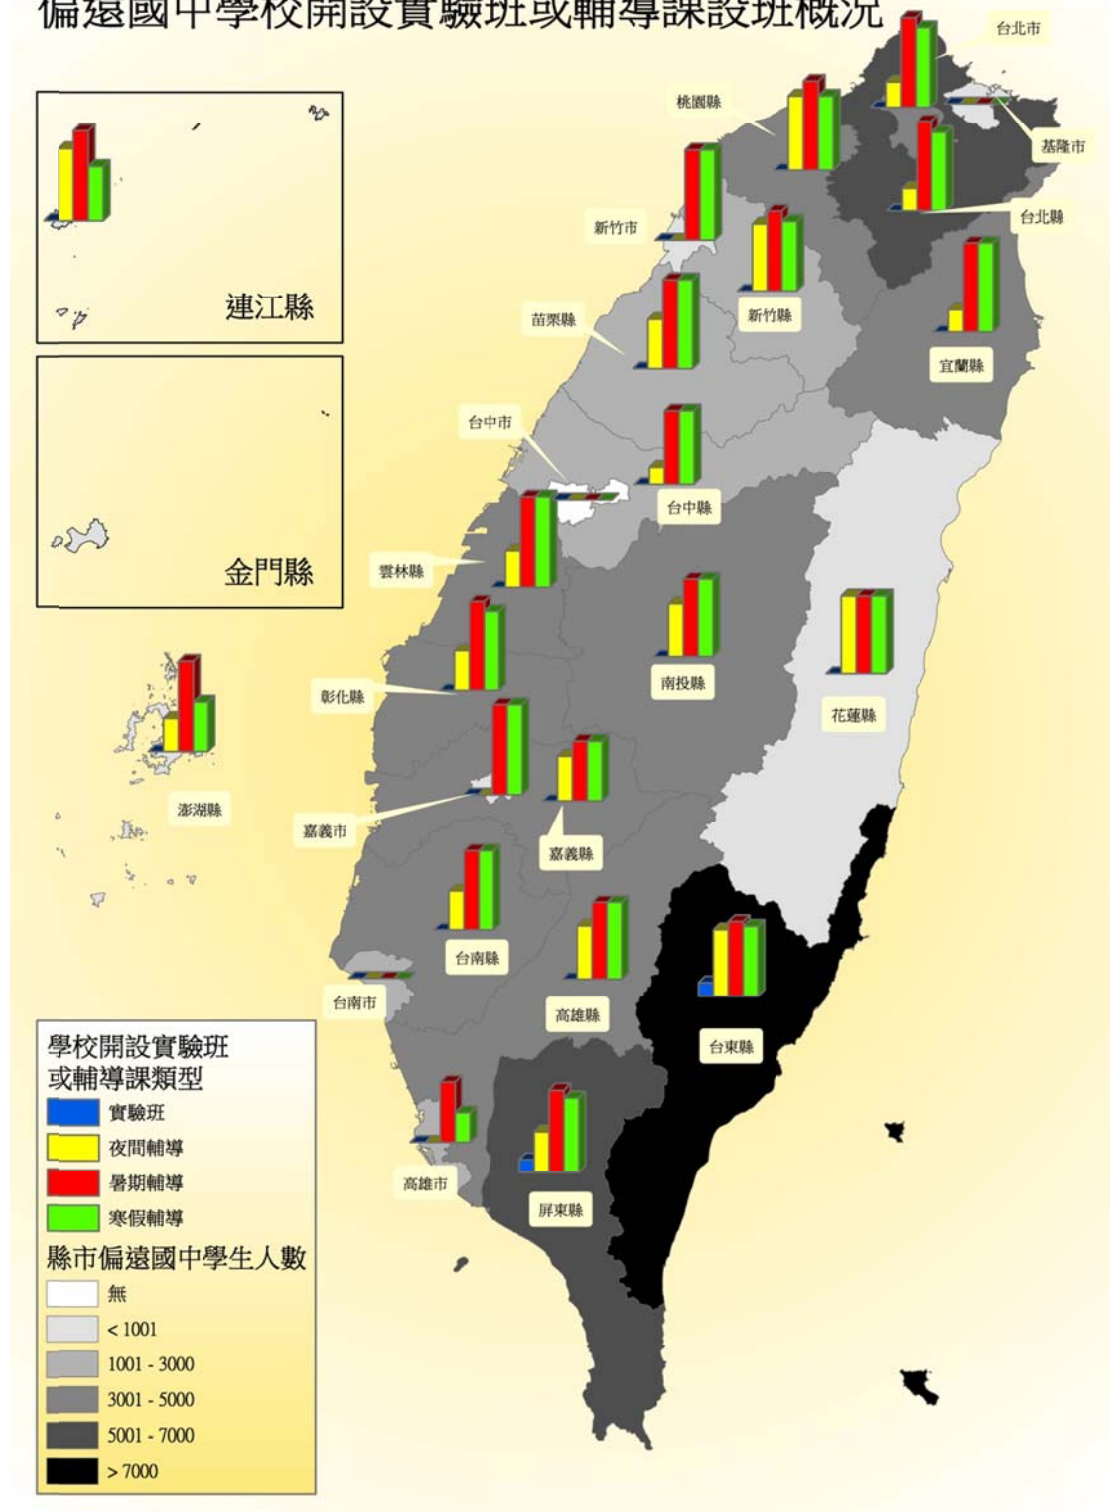 偏遠國中學校開設實驗班或輔導課設班概況
台北市
桃園縣
基隆市
台北縣
新竹市
連江縣
新竹縣
苗栗縣
宜蘭縣
台中市
台中縣
雲林縣
金門縣
南投縣
彰化縣
花蓮縣
澎湖縣
嘉義市
嘉義縣
台南縣
台南市
高雄縣
台東縣
高雄市
屏東縣
學校開設實驗班
或輔導課類型
實驗班
夜間輔導
暑期輔導
寒假輔導
縣市偏遠國中學生人數
無
< 1001
1001 - 3000
3001 - 5000
5001 - 7000
> 7000